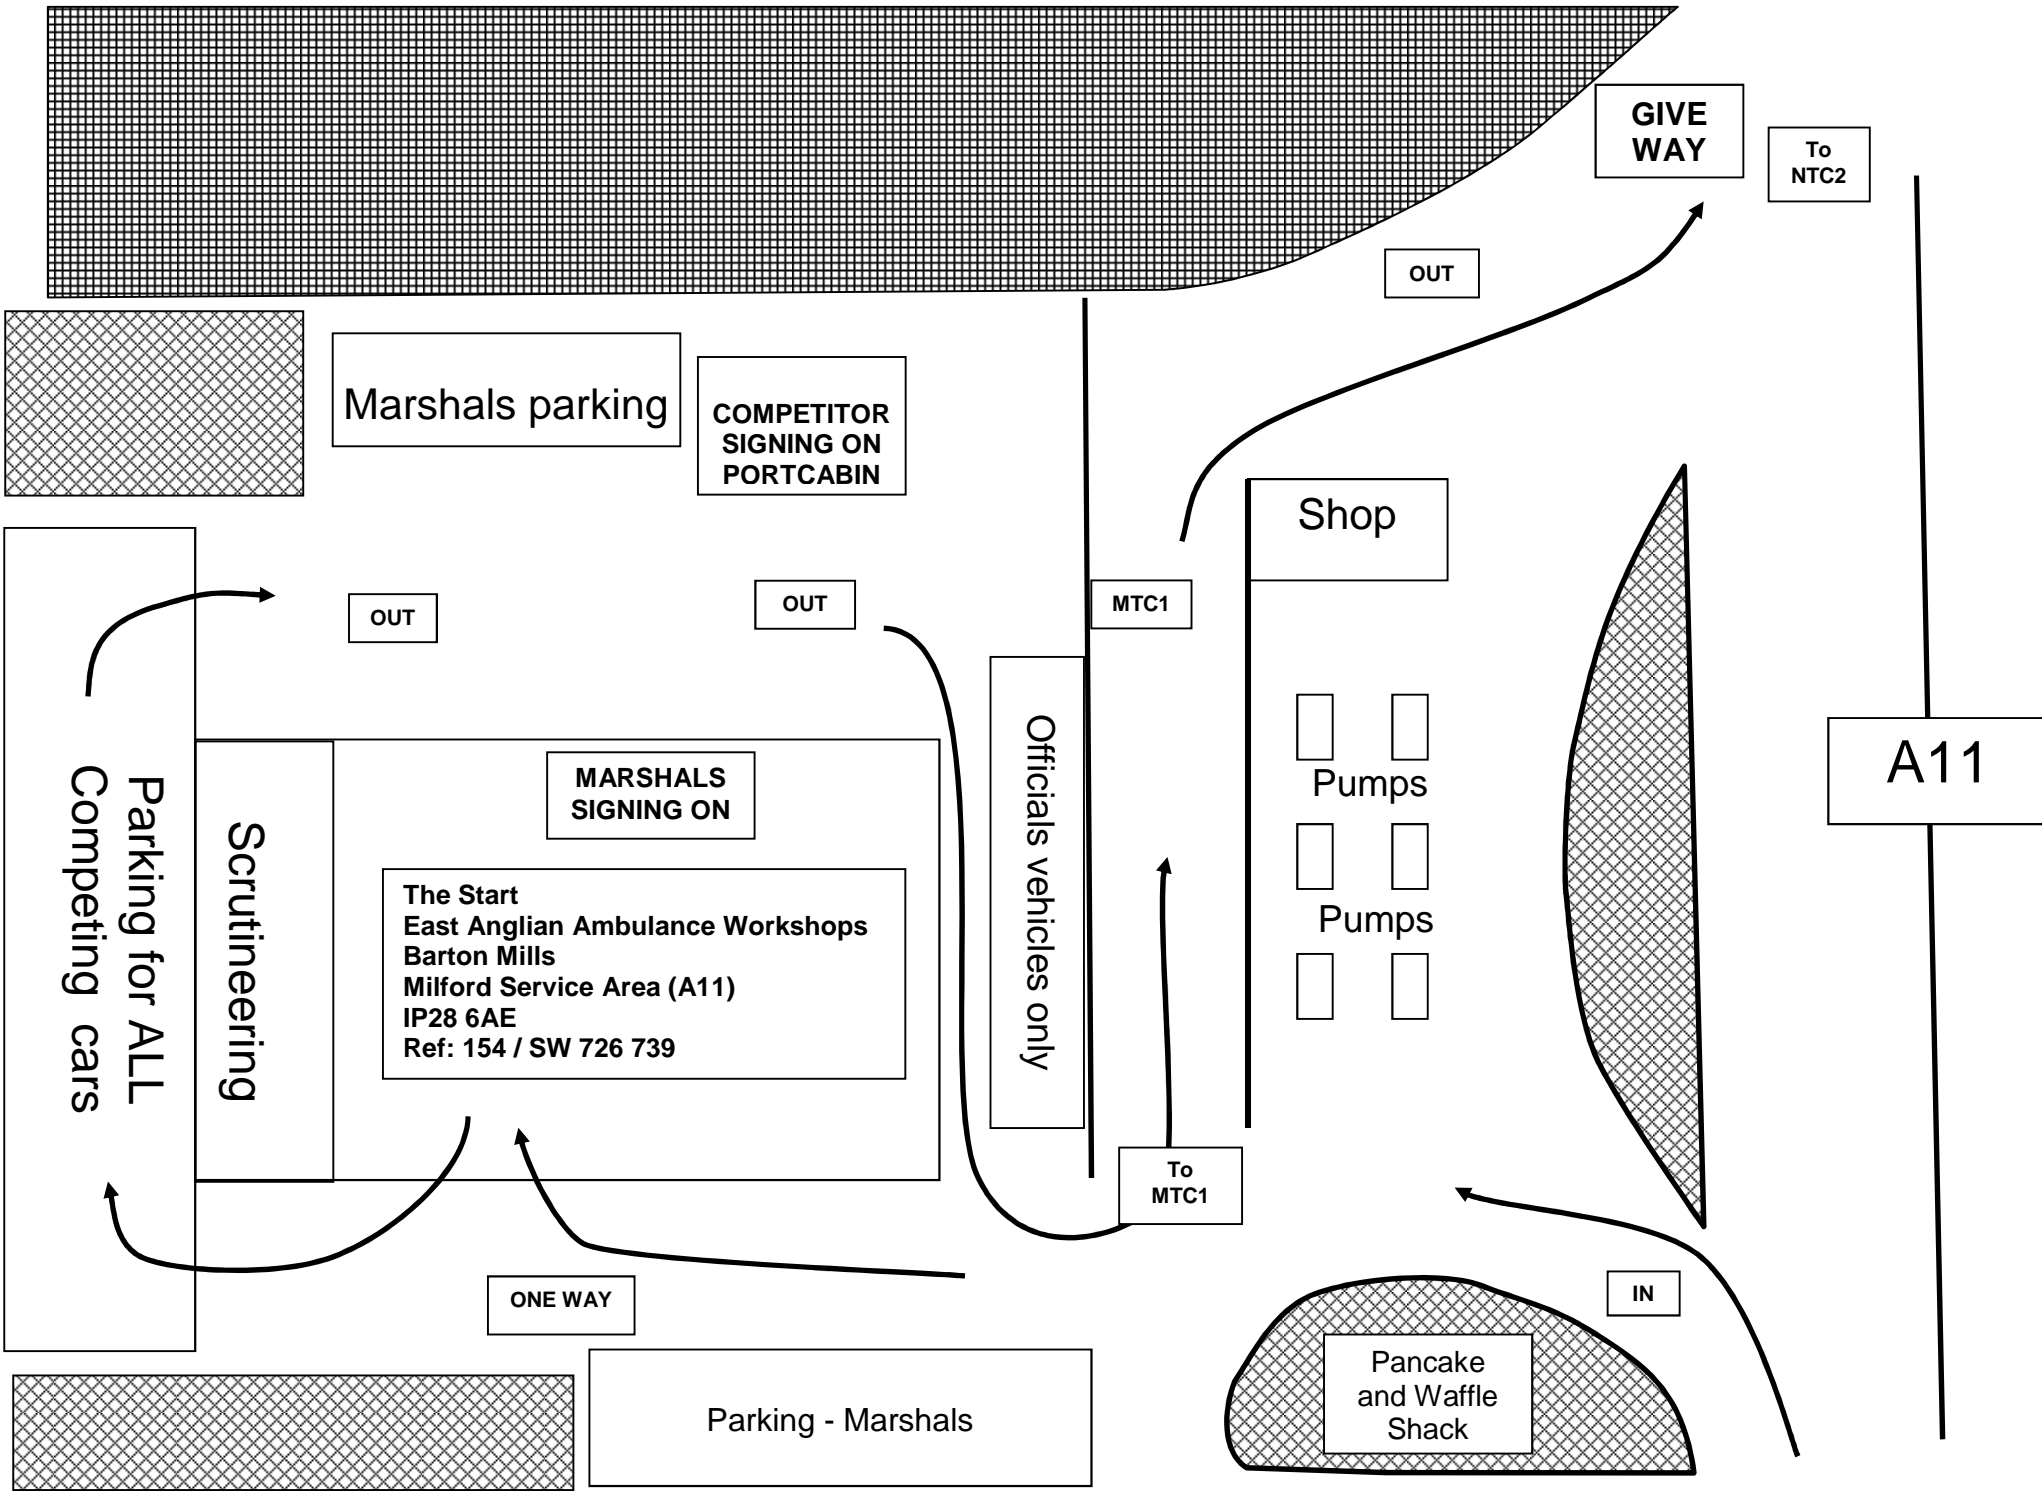 GIVE
WAY
To
NTC2
OUT
Marshals parking
COMPETITOR
SIGNING ON
PORTCABIN
Shop
OUT
OUT
MTC1
Parking for ALL
Competing cars
Scrutineering
MARSHALS
SIGNING ON
The Start
East Anglian Ambulance Workshops
Barton Mills
Milford Service Area (A11)
IP28 6AE
Ref: 154 / SW 726 739
Officials vehicles only
Pumps
Pumps
A11
To
MTC1
IN
ONE WAY
Pancake
and Waffle
Shack
Parking - Marshals